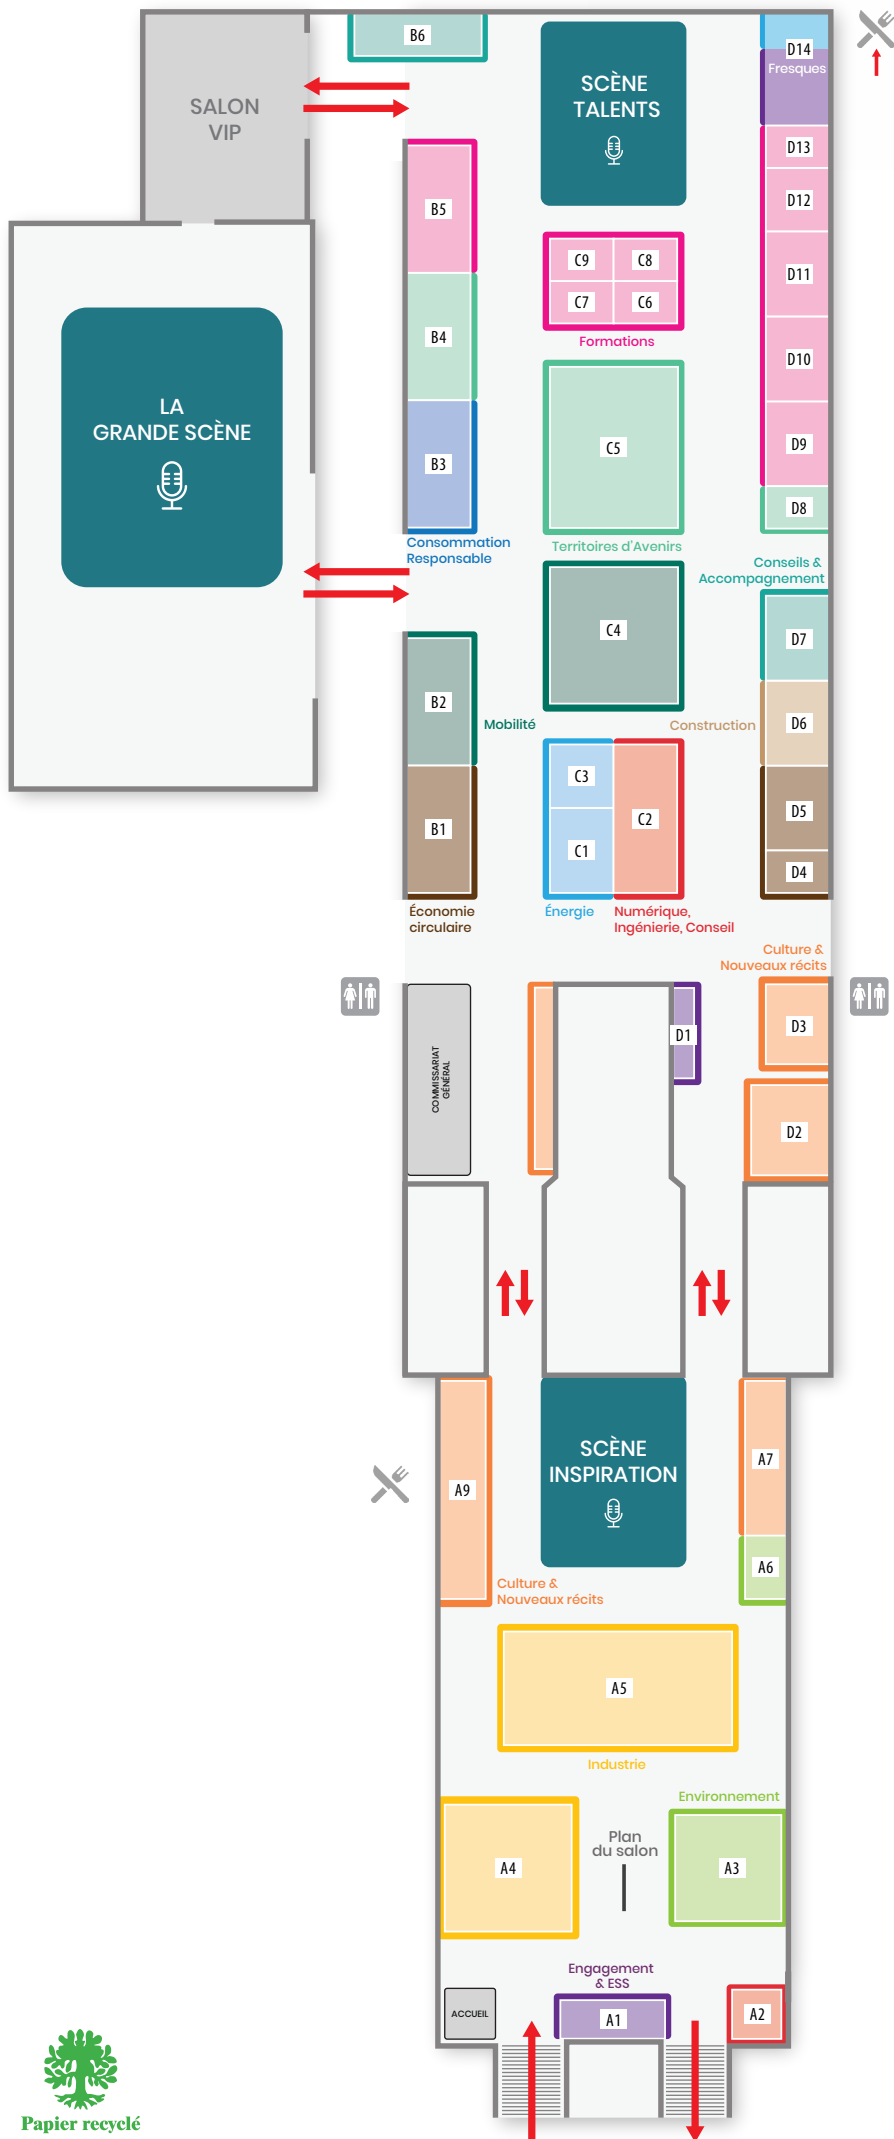 B6
SCÈNE
TALENTS
D14
Fresques
SALON
VIP
D13
D12
B5
C9
C8
D11
C7
C6
B4
Formations
D10
LA
GRANDE SCÈNE
C5
D9
B3
D8
Consommation
Responsable
Territoires d'Avenirs
Conseils &
Accompagnement
C4
D7
B2
Mobilité
Construction
D6
C3
C2
D5
B1
C1
D4
Économie
circulaire
Énergie
Numérique,
Ingénierie, Conseil
Culture &
Nouveaux récits
D1
D3
COMMISSARIAT
GÉNÉRAL
D2
SCÈNE
INSPIRATION
A7
A9
A6
Culture &
Nouveaux récits
A5
Industrie
Environnement
Plan
du salon
A4
A3
Engagement
& ESS
ACCUEIL
A1
A2
Papier recyclé